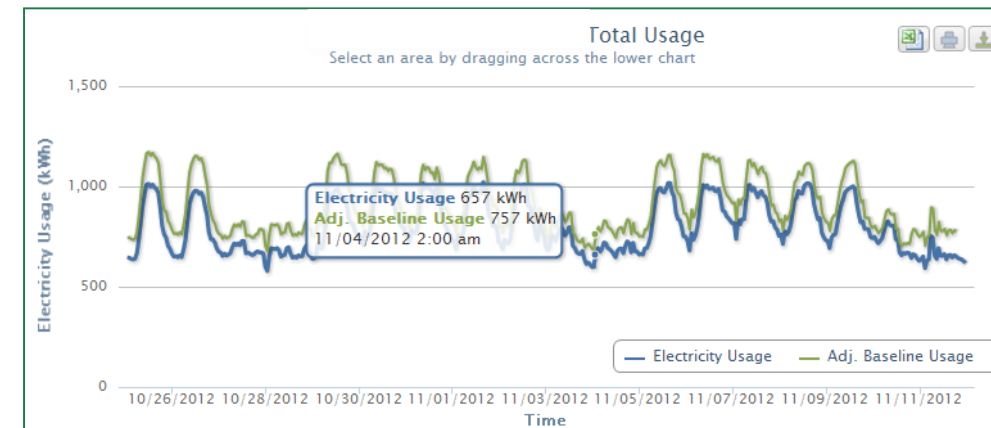 Total Usage
Select an area by dragging across the lower chart
1,500
1,000
500
0
Electricity Usage (kWh)
Electricity Usage 657 kWh
Adj. Baseline Usage 757 kWh
11/04/2012 2:00 am
Electricity Usage Adj. Baseline Usage
10/26/2012 10/28/2012 10/30/2012 11/01/2012 11/03/2012 11/05/2012 11/07/2012 11/09/2012 11/11/2012
Time